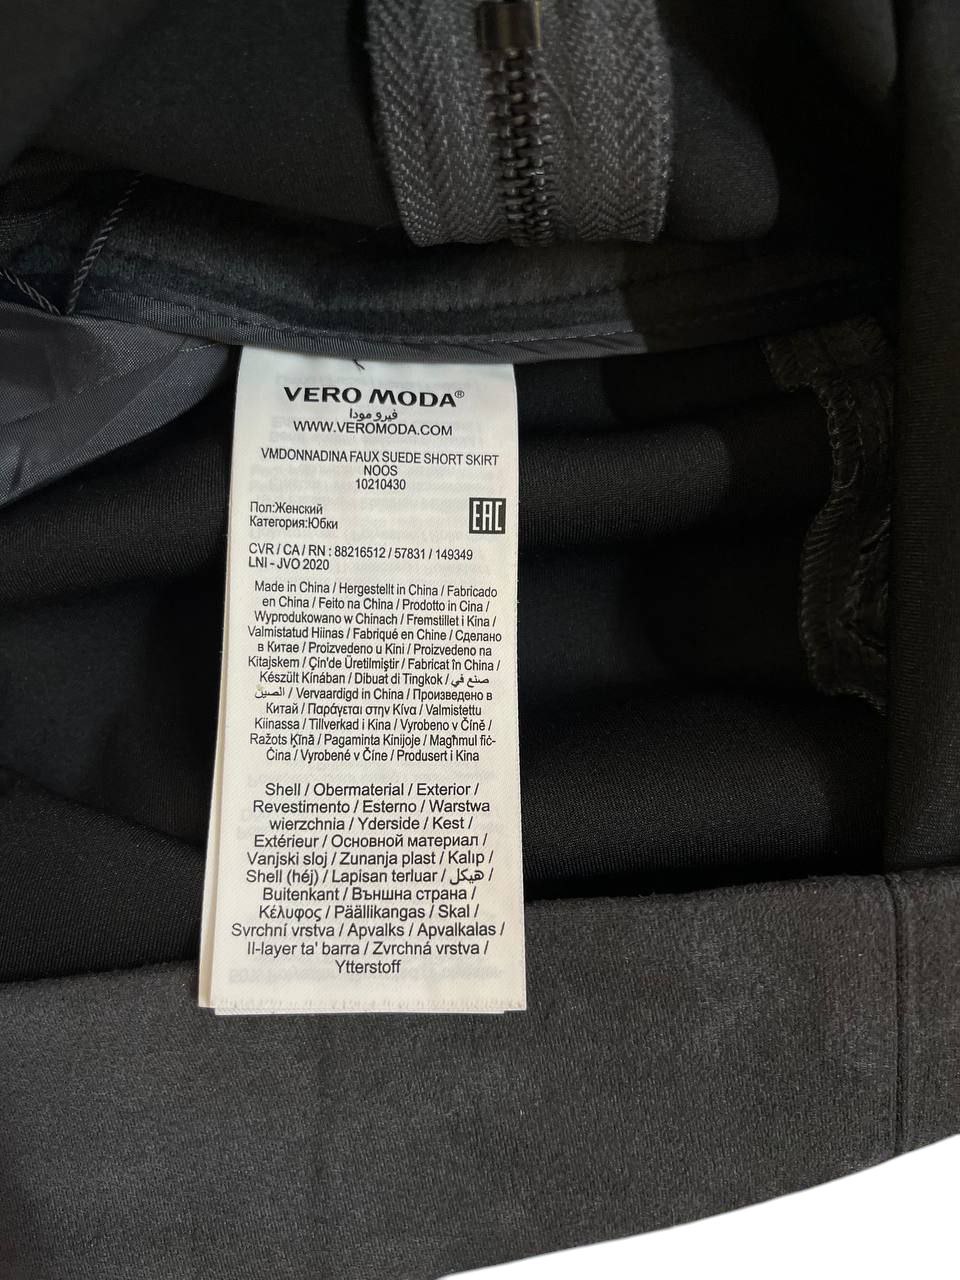 VERO MODA®
فيرو مودا
WWW.VEROMODA.COM
VMDONNADINA FAUX SUEDE SHORT SKIRT
NOOS
10210430
Пол:Женский
Категория:Юбки
EAC
CVR / CA / RN : 88216512 / 57831 / 149349
LNI - JVO 2020
Made in China / Hergestellt in China / Fabricado
en China / Feito na China / Prodotto in Cina /
Wyprodukowano w Chinach / Fremstillet i Kina /
Valmistatud Hiinas / Fabriqué en Chine / Сделано
в Китае / Proizvedeno u Kini / Proizvedeno na
Kitajskem / Çin'de Üretilmiştir / Fabricat în China /
Készült Kínában / Dibuat di Tingkok / صنع في
الصين / Vervaardigd in China / Произведено в
Китай / Παράγεται στην Κίνα / Valmistettu
Kiinassa / Tillverkad i Kina / Vyrobeno v Číně /
Ražots Ķīnā / Pagaminta Kinijoje / Magħmul fiċ-
Ċina / Vyrobené v Číne / Produsert i Kina
Shell / Obermaterial / Exterior /
Revestimento / Esterno / Warstwa
wierzchnia / Yderside / Kest /
Extérieur / Основной материал /
Vanjski sloj / Zunanja plast / Kalıp /
Shell (héj) / Lapisan terluar / هيكل /
Buitenkant / Външна страна /
Κέλυφος / Päällikangas / Skal /
Svrchní vrstva / Apvalks / Apvalkalas /
Il-layer ta' barra / Zvrchná vrstva /
Ytterstoff